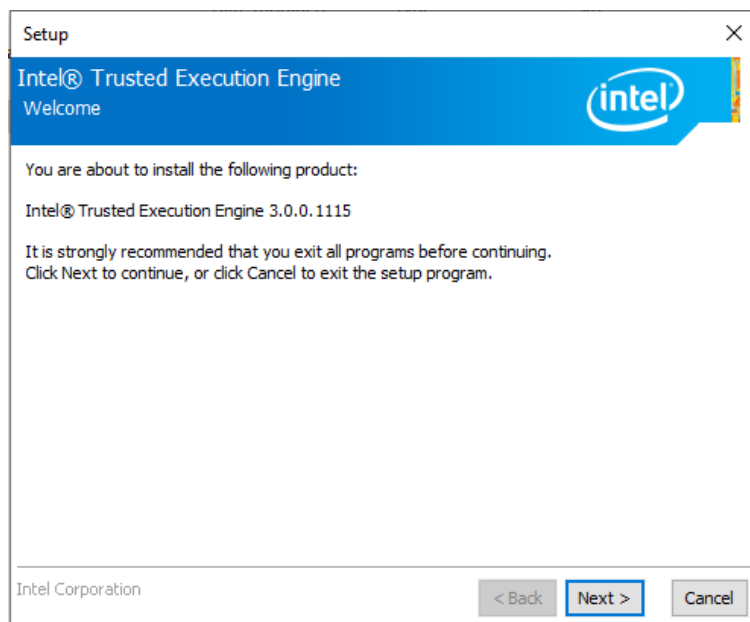 Setup
Intel® Trusted Execution Engine
Welcome
intel
You are about to install the following product:
Intel® Trusted Execution Engine 3.0.0.1115
It is strongly recommended that you exit all programs before continuing.
Click Next to continue, or click Cancel to exit the setup program.
Intel Corporation
< Back
Next >
Cancel